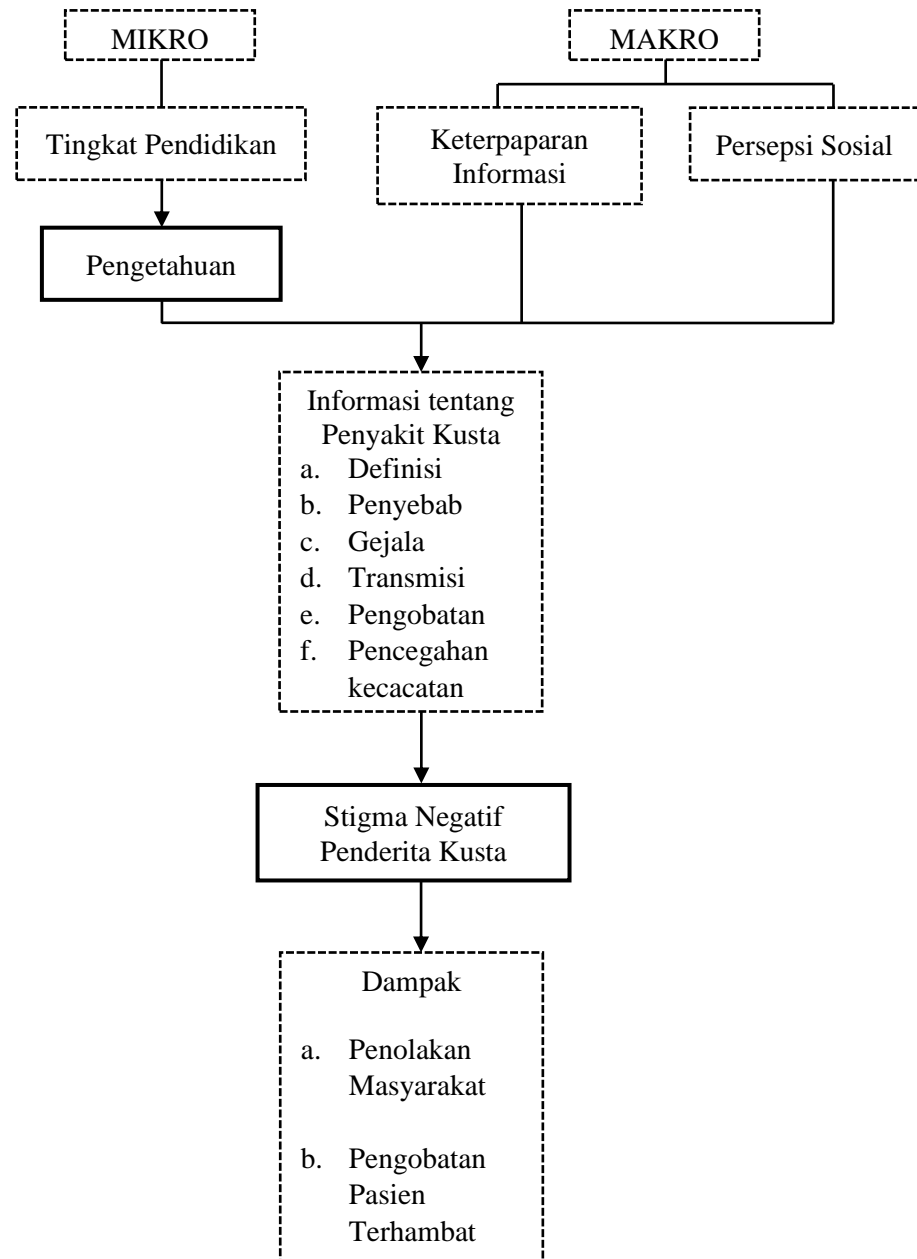 MIKRO
MAKRO
Tingkat Pendidikan
Keterpaparan
Informasi
Persepsi Sosial
Pengetahuan
Informasi tentang
Penyakit Kusta
a. Definisi
b. Penyebab
c. Gejala
d. Transmisi
e. Pengobatan
f. Pencegahan
kecacatan
Stigma Negatif
Penderita Kusta
Dampak
a. Penolakan
Masyarakat
b. Pengobatan
Pasien
Terhambat